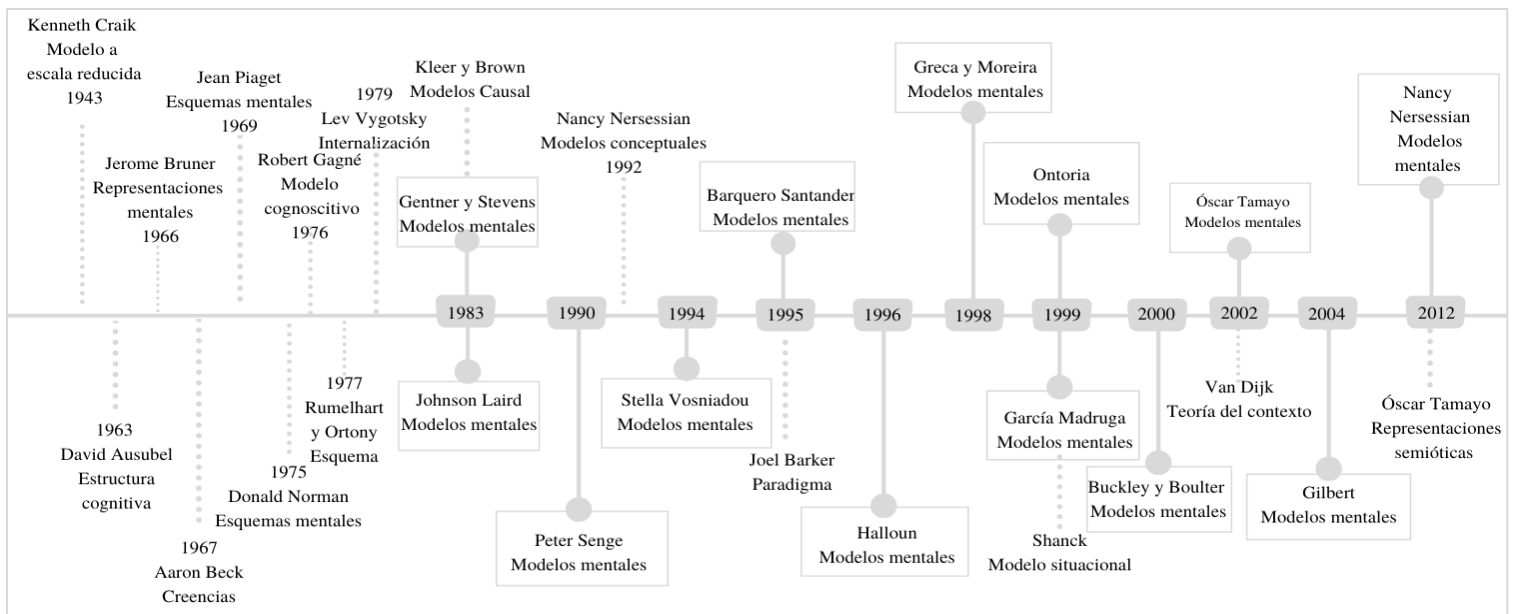 Kenneth Craik
Modelo a
escala reducida
1943
Jerome Bruner
Representaciones
mentales
1966
Jean Piaget
Esquemas mentales
1969
Robert Gagné
Modelo
cognoscitivo
1976
1979
Lev Vygotsky
Internalización
Kleer y Brown
Modelos Causal
Gentner y Stevens
Modelos mentales
Nancy Nersessian
Modelos conceptuales
1992
Barquero Santander
Modelos mentales
Greca y Moreira
Modelos mentales
Ontoria
Modelos mentales
Óscar Tamayo
Modelos mentales
Nancy
Nersessian
Modelos
mentales
1983
1990
1994
1995
1996
1998
1999
2000
2002
2004
2012
1963
David Ausubel
Estructura
cognitiva
1967
Aaron Beck
Creencias
1975
Donald Norman
Esquemas mentales
1977
Rumelhart
y Ortony
Esquema
Johnson Laird
Modelos mentales
Peter Senge
Modelos mentales
Stella Vosniadou
Modelos mentales
Joel Barker
Paradigma
Halloun
Modelos mentales
García Madruga
Modelos mentales
Shanck
Modelo situacional
Buckley y Boulter
Modelos mentales
Van Dijk
Teoría del contexto
Gilbert
Modelos mentales
Óscar Tamayo
Representaciones
semióticas